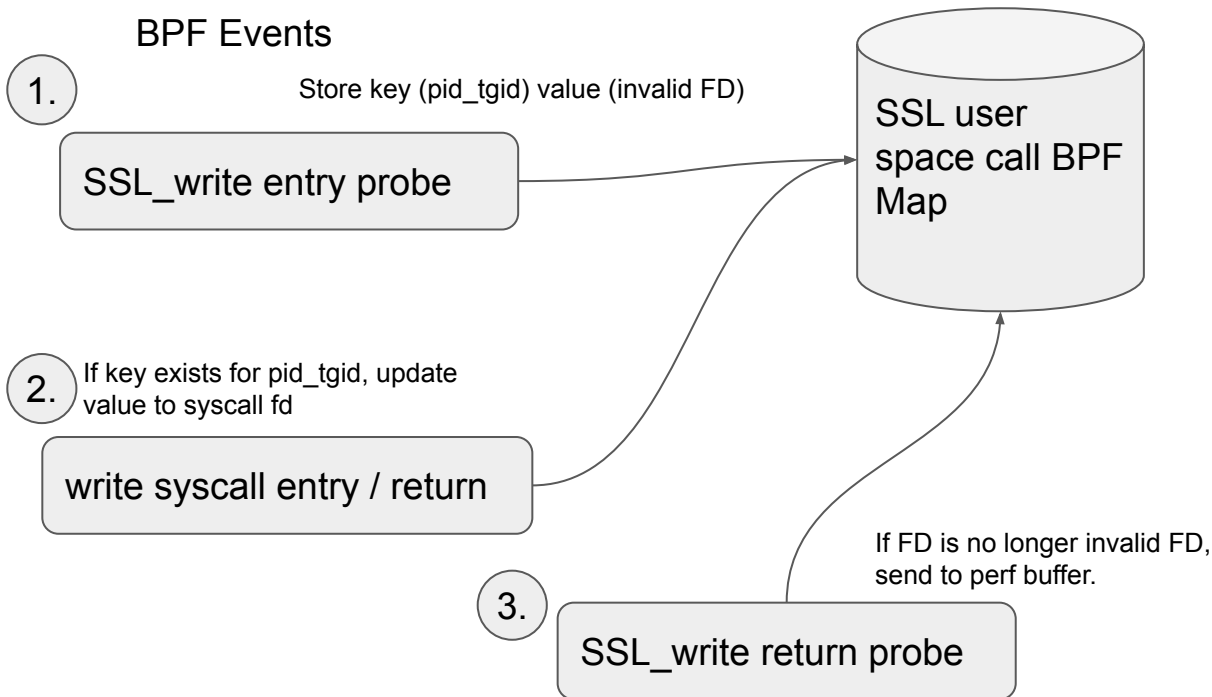 BPF Events
1.
Store key (pid_tgid) value (invalid FD)
SSL_write entry probe
SSL user
space call BPF
Map
2.
If key exists for pid_tgid, update
value to syscall fd
write syscall entry / return
If FD is no longer invalid FD,
send to perf buffer.
3.
SSL_write return probe